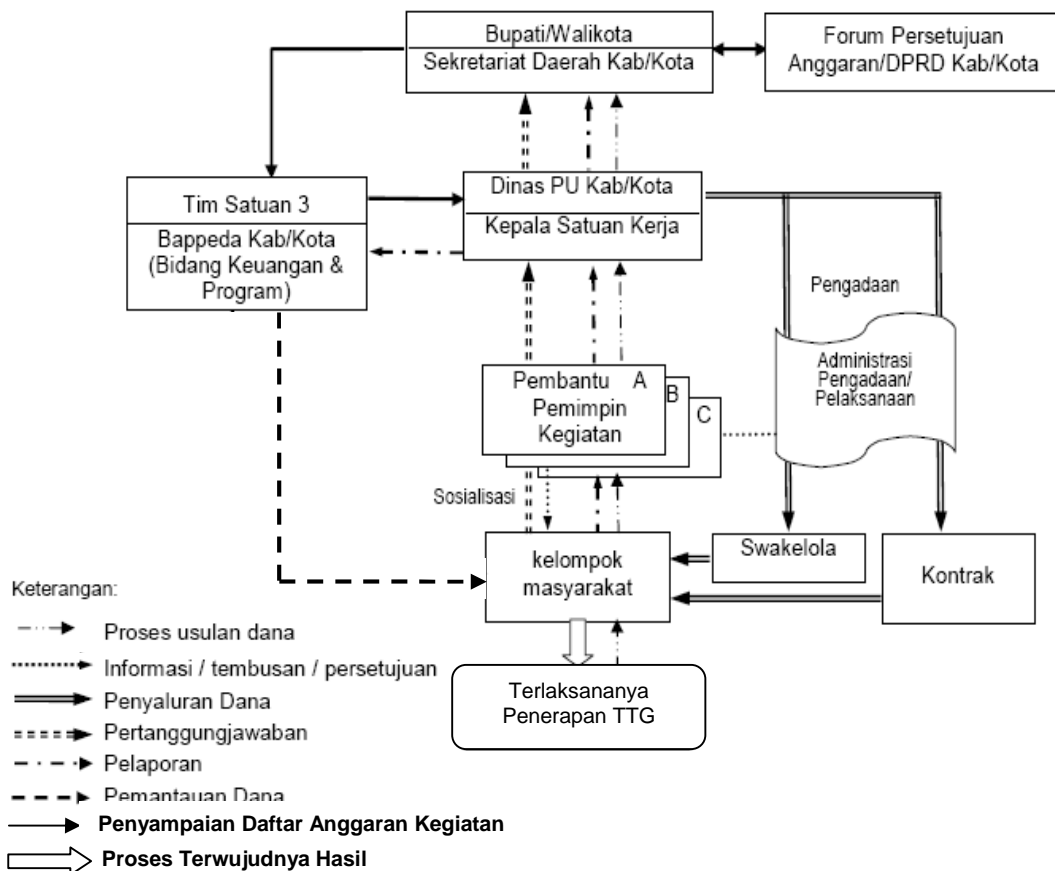 Bupati/Walikota
Sekretariat Daerah Kab/Kota
Forum Persetujuan
Anggaran/DPRD Kab/Kota
Tim Satuan 3
Bappeda Kab/Kota
(Bidang Keuangan &
Program)
Dinas PU Kab/Kota
Kepala Satuan Kerja
Pengadaan
Administrasi
Pengadaan/
Pelaksanaan
Pembantu A
Pemimpin B
Kegiatan C
Sosialisasi
kelompok
masyarakat
Swakelola
Kontrak
Terlaksananya
Penerapan TTG
Keterangan:
Proses usulan dana
Informasi / tembusan / persetujuan
Penyaluran Dana
Pertanggungjawaban
Pelaporan
Pemantauan Dana
Penyampaian Daftar Anggaran Kegiatan
Proses Terwujudnya Hasil